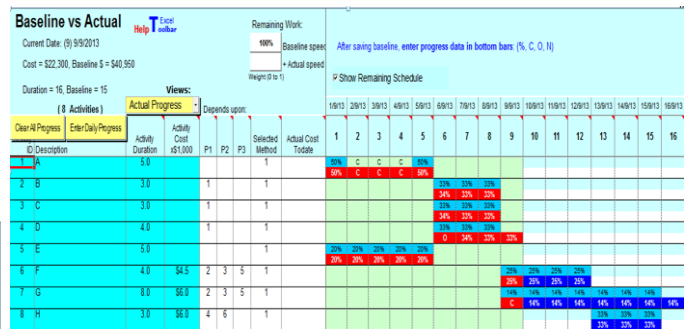 Baseline vs Actual
Help Excel Toolbar
Current Date: (9) 9/9/2013
Cost = $22,300, Baseline $ = $40,950
Duration = 16, Baseline = 15
( 8 Activities )
Views:
Actual Progress
Clear All Progress Enter Daily Progress
Remaining Work:
100% Baseline speed
+ Actual speed
Weight (0 to 1)
After saving baseline, enter progress data in bottom bars: (%, C, O, N)
Show Remaining Schedule
Depends upon:
1/9/13 2/9/13 3/9/13 4/9/13 5/9/13 6/9/13 7/9/13 8/9/13 9/9/13 10/9/13 11/9/13 12/9/13 13/9/13 14/9/13 15/9/13 16/9/13
ID Description Activity Duration Activity Cost x$1,000 P1 P2 P3 Selected Method Actual Cost Todate 1 2 3 4 5 6 7 8 9 10 11 12 13 14 15 16
1 A 5.0 1 50% C C C 50%
50% C C C 50%
2 B 3.0 1 1 33% 33% 33%
34% 33% 33%
3 C 3.0 1 1 33% 33% 33%
34% 33% 33%
4 D 4.0 1 1 33% 33% 33%
O 34% 33% 33%
5 E 5.0 1 20% 20% 20% 20% 20%
20% 20% 20% 20% 20%
6 F 4.0 $4.5 2 3 5 1 25% 25% 25% 25%
25% 25% 25% 25%
7 G 8.0 $6.0 2 3 5 1 14% 14% 14% 14% 14% 14% 14%
C 14% 14% 14% 14% 14% 14% 14%
8 H 3.0 $6.0 4 6 1 33% 33% 33%
33% 33% 33%